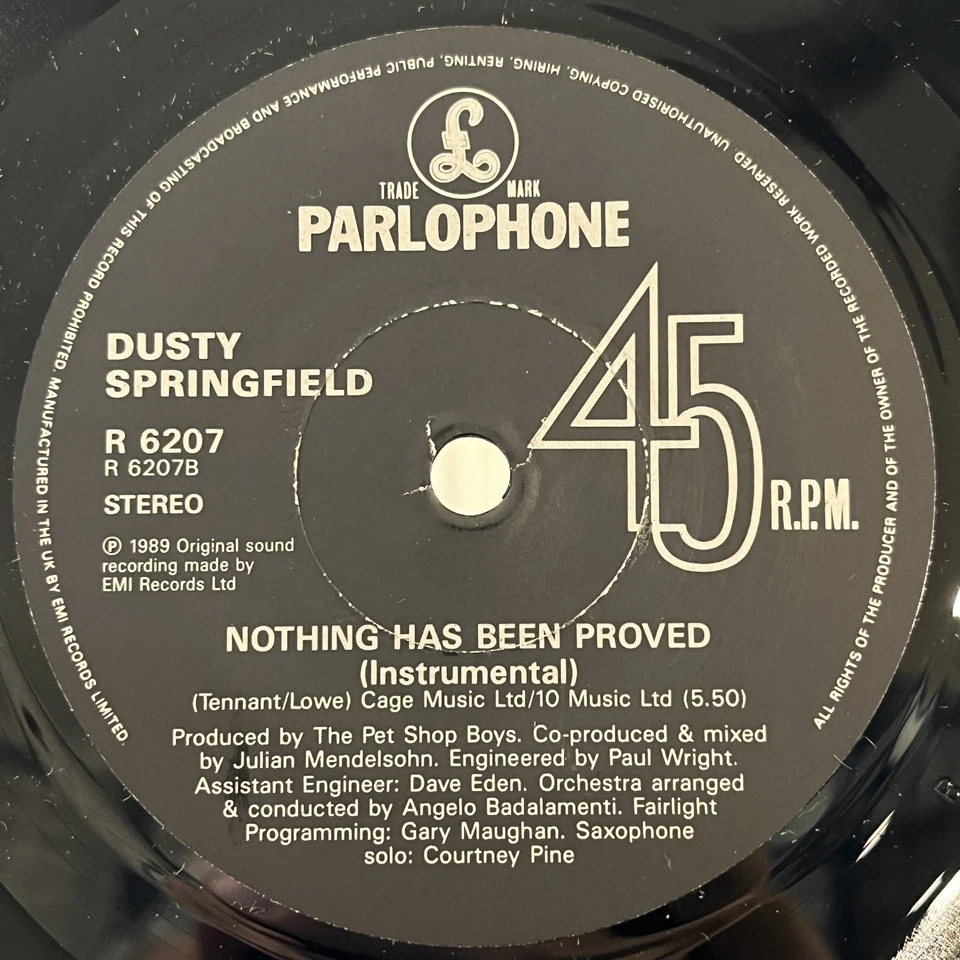 £
TRADE MARK
PARLOPHONE
45 R.P.M.
DUSTY
SPRINGFIELD
R 6207
R 6207B
STEREO
Ⓟ 1989 Original sound
recording made by
EMI Records Ltd
NOTHING HAS BEEN PROVED
(Instrumental)
(Tennant/Lowe) Cage Music Ltd/10 Music Ltd (5.50)
Produced by The Pet Shop Boys. Co-produced & mixed
by Julian Mendelsohn. Engineered by Paul Wright.
Assistant Engineer: Dave Eden. Orchestra arranged
& conducted by Angelo Badalamenti. Fairlight
Programming: Gary Maughan. Saxophone
solo: Courtney Pine
ALL RIGHTS OF THE PRODUCER AND OF THE OWNER OF THE RECORDED WORK RESERVED. UNAUTHORISED COPYING, HIRING, RENTING, PUBLIC PERFORMANCE AND BROADCASTING OF THIS RECORD PROHIBITED. MANUFACTURED IN THE UK BY EMI RECORDS LIMITED.